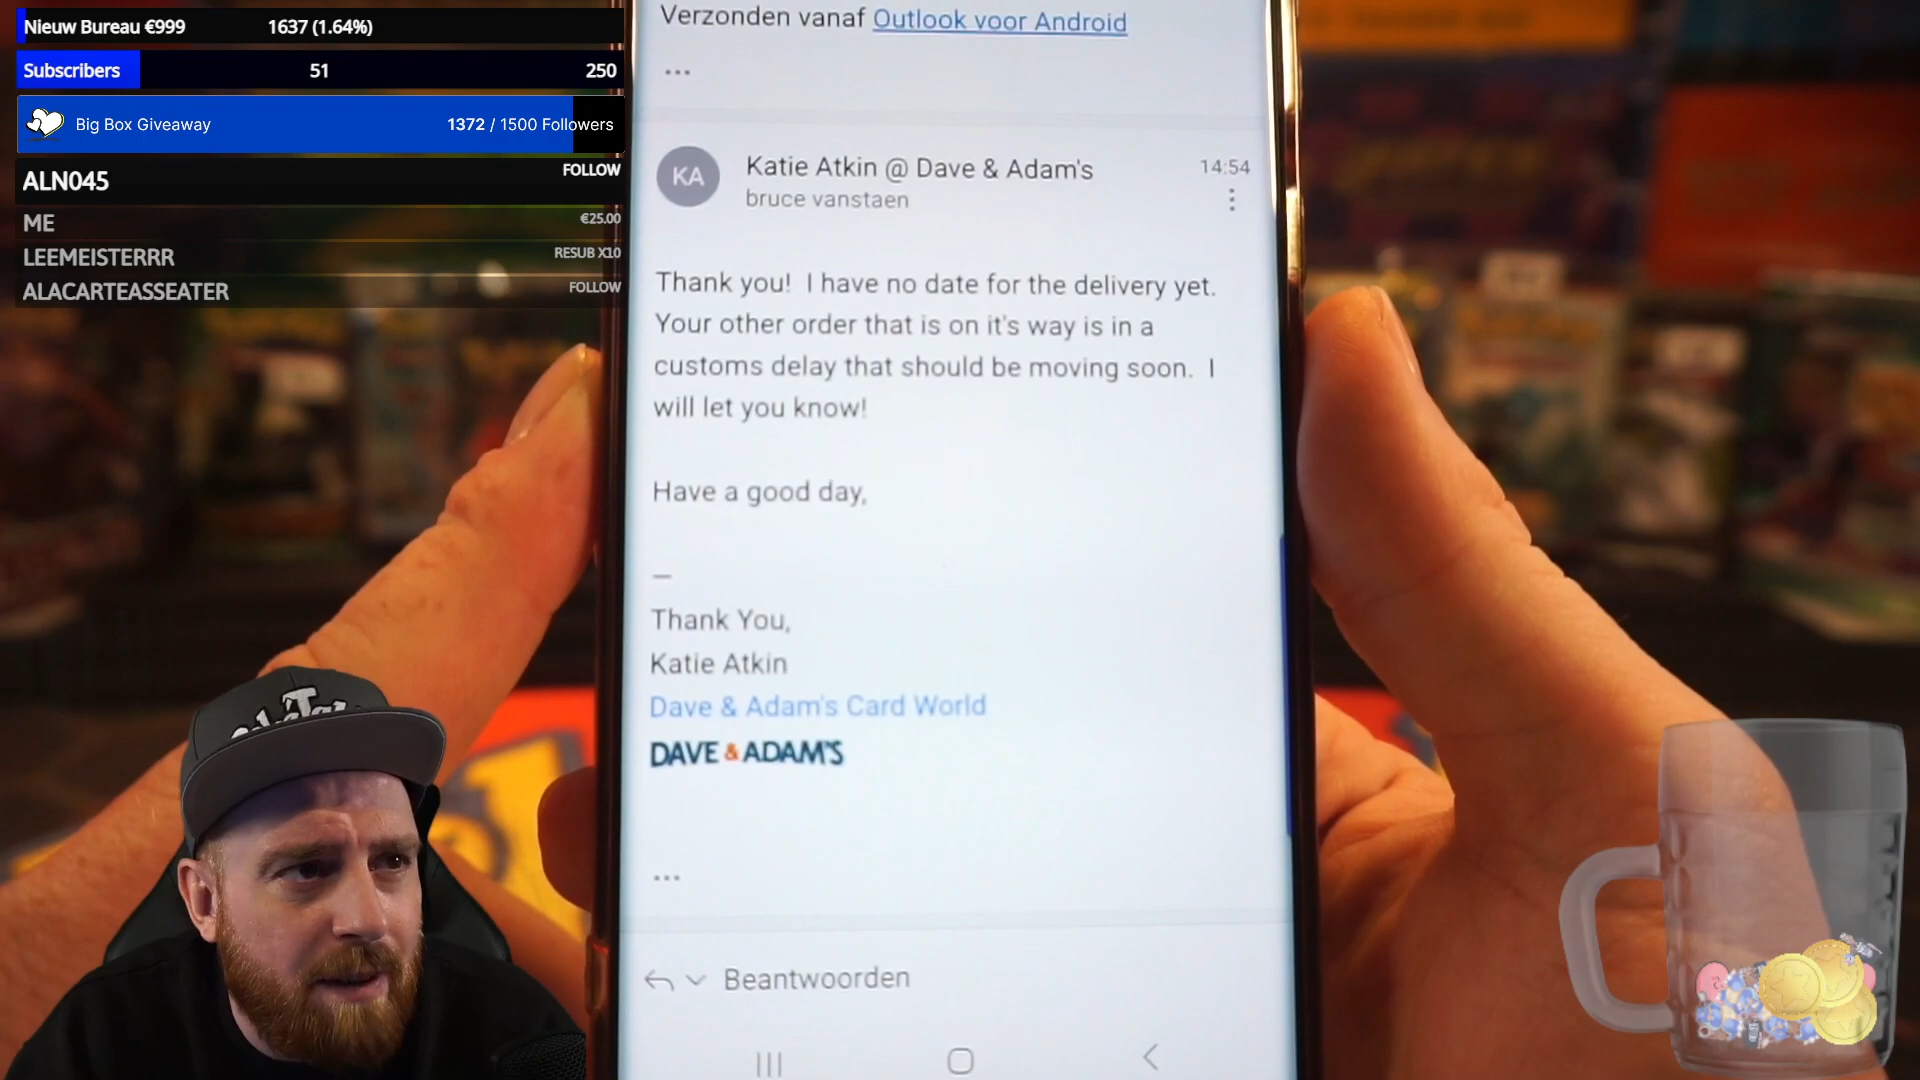 Nieuw Bureau €999 1637 (1.64%)
Subscribers 51 250
Big Box Giveaway 1372 / 1500 Followers
ALN045 FOLLOW
ME €25.00
LEEMEISTERRR RESUB X10
ALACARTEASSEATER FOLLOW
Verzonden vanaf Outlook voor Android
...
KA
Katie Atkin @ Dave & Adam's 14:54
bruce vanstaen
Thank you! I have no date for the delivery yet.
Your other order that is on it's way is in a
customs delay that should be moving soon. I
will let you know!
Have a good day,
—
Thank You,
Katie Atkin
Dave & Adam's Card World
DAVE & ADAM'S
...
Beantwoorden